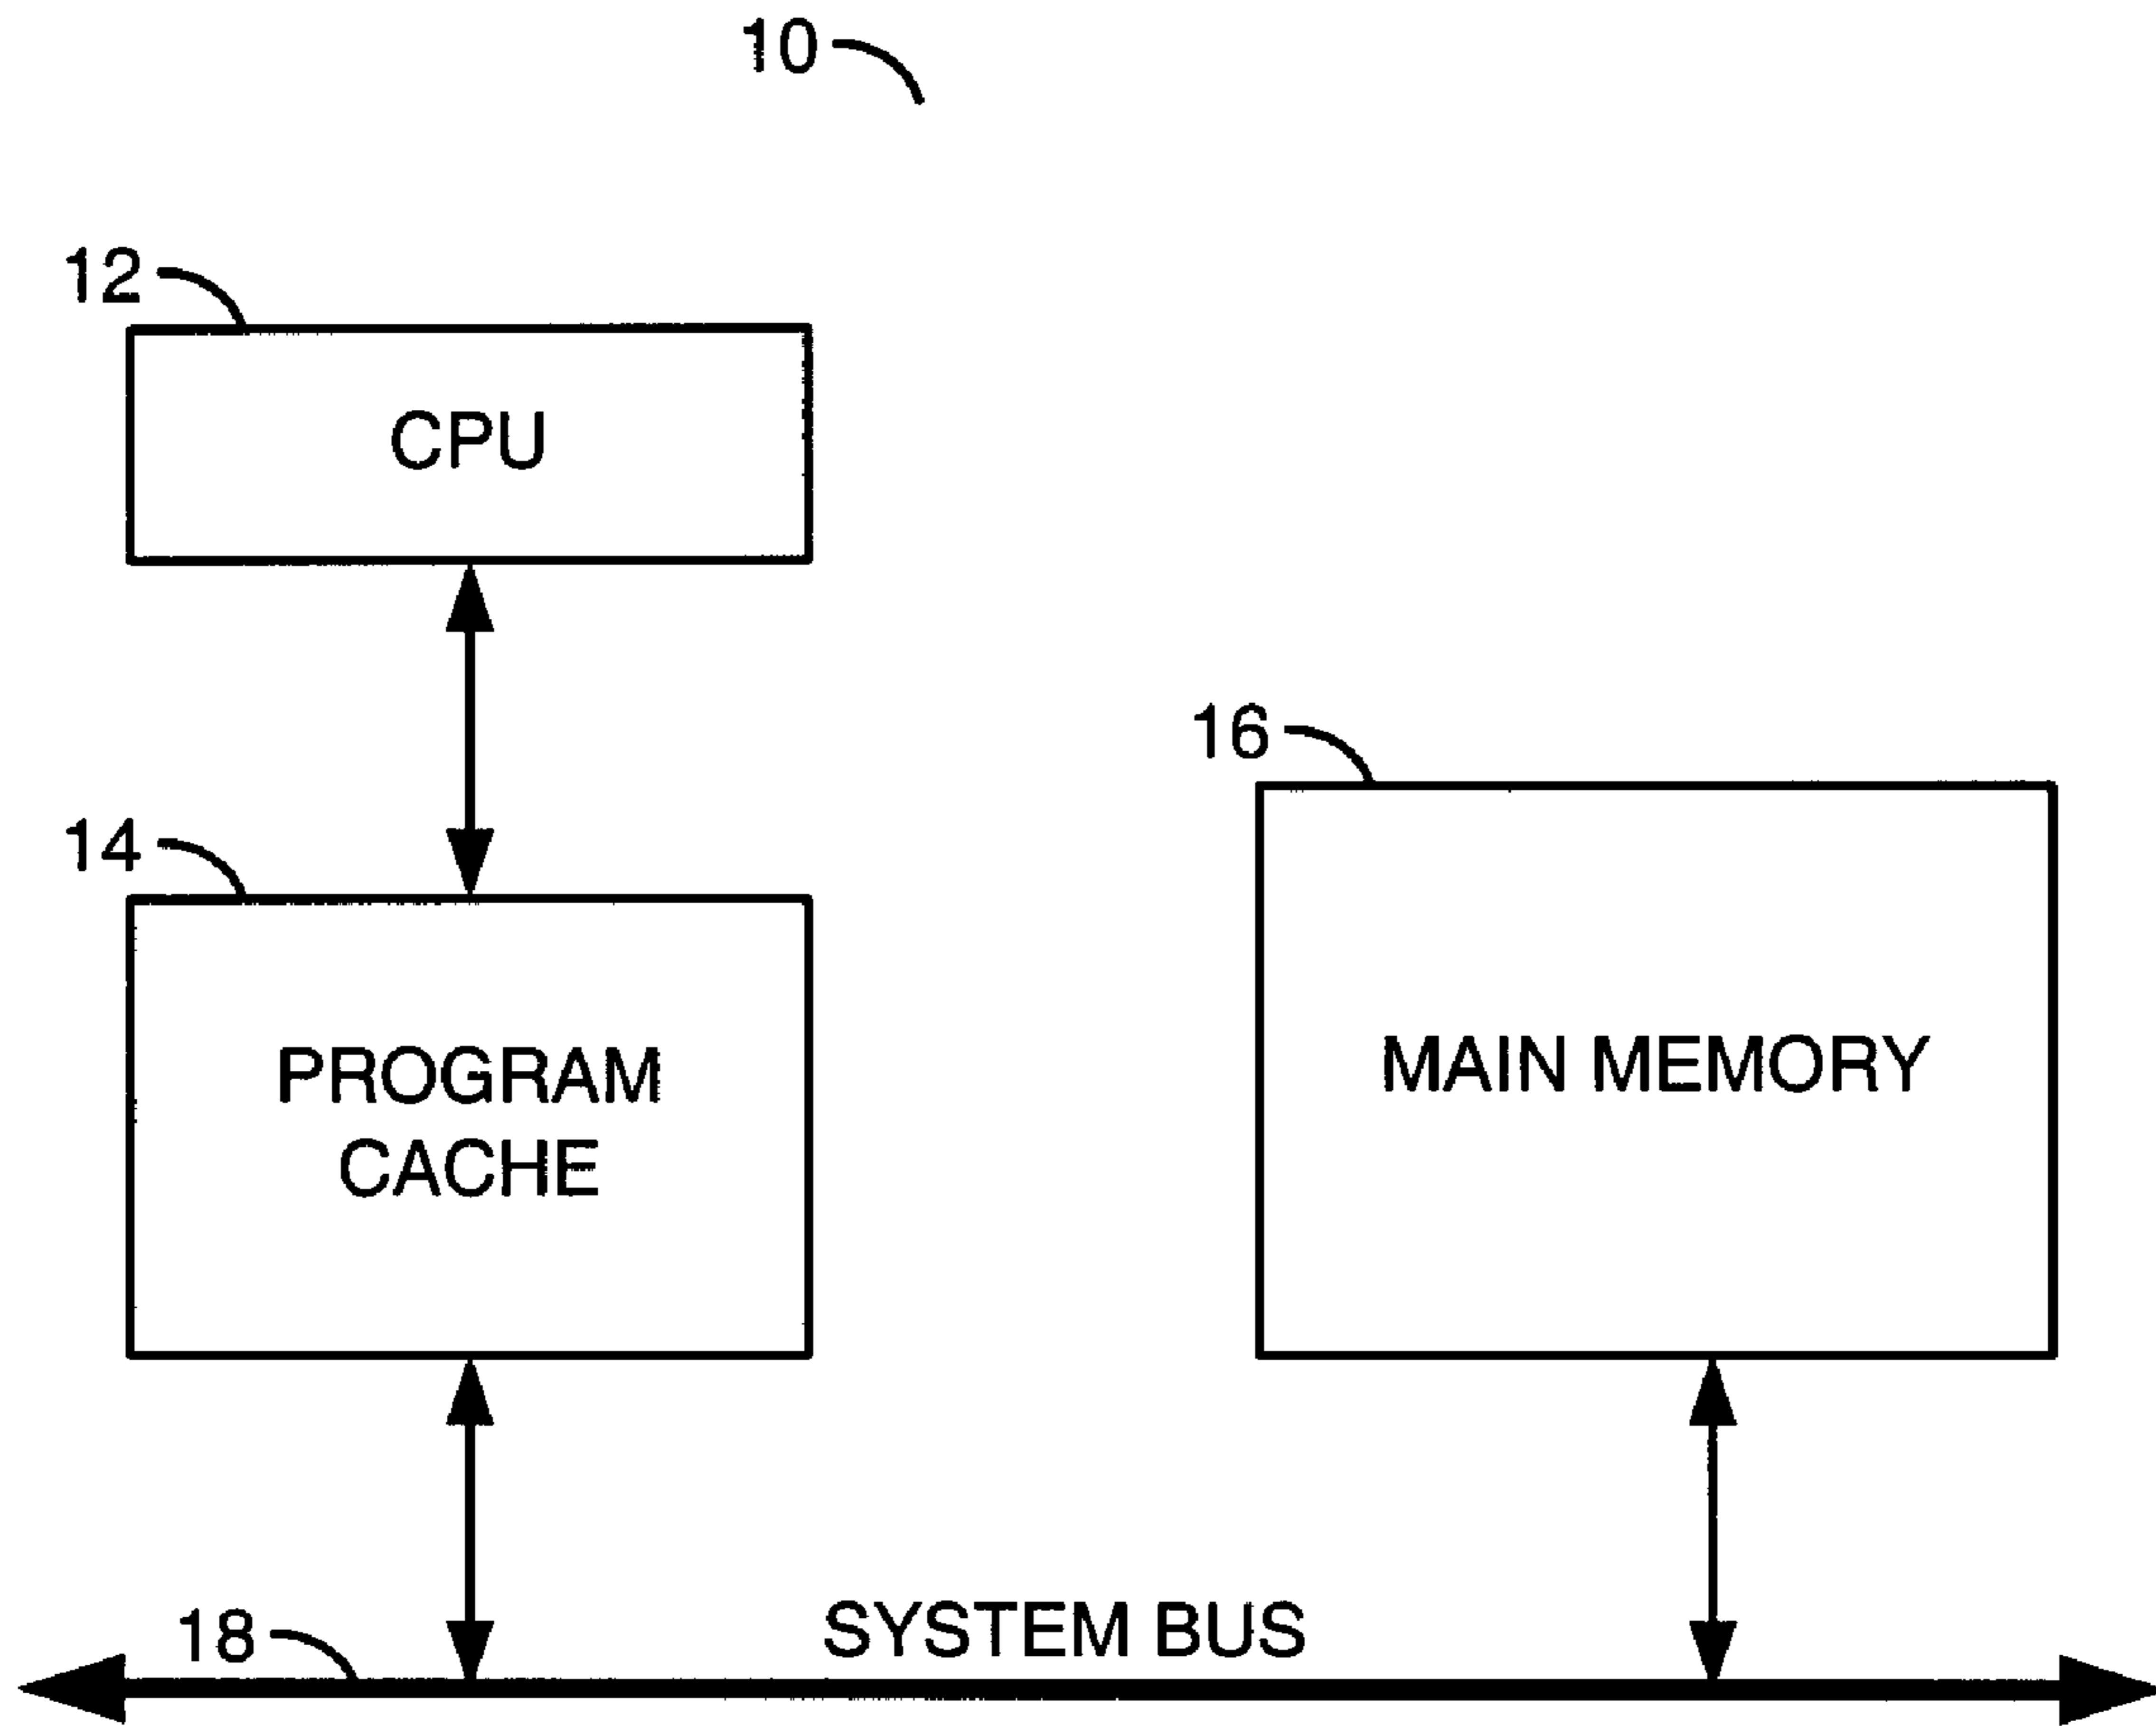 10
12
CPU
16
14
PROGRAM
CACHE
MAIN MEMORY
18
SYSTEM BUS